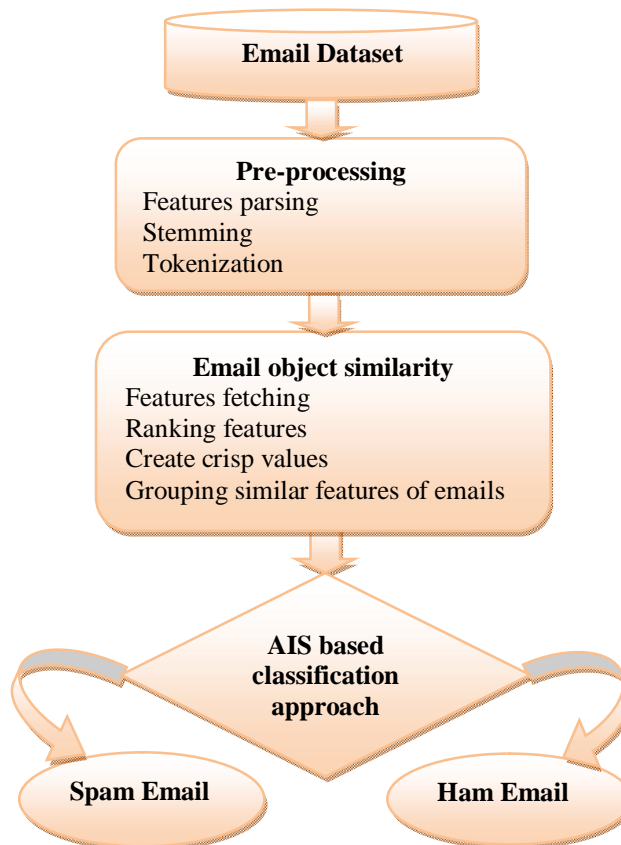 Email Dataset
Pre-processing
Features parsing
Stemming
Tokenization
Email object similarity
Features fetching
Ranking features
Create crisp values
Grouping similar features of emails
AIS based
classification
approach
Spam Email
Ham Email